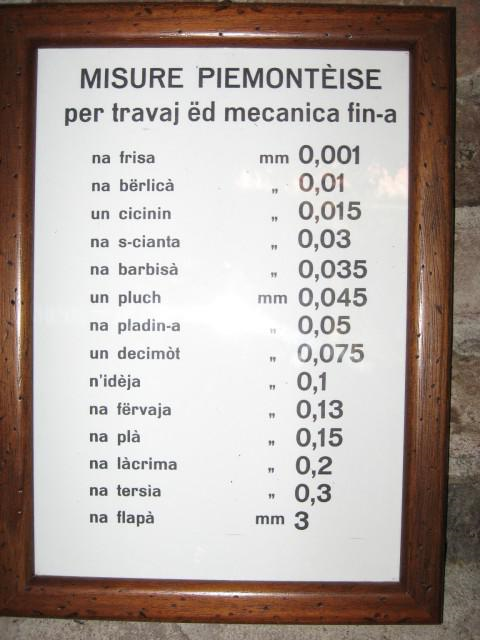 MISURE PIEMONTÈISE
per travaj ëd mecanica fin-a
na frisa mm 0,001
na bërlicà „ 0,01
un cicinin „ 0,015
na s-cianta „ 0,03
na barbisà „ 0,035
un pluch mm 0,045
na pladin-a „ 0,05
un decimòt „ 0,075
n'idèja „ 0,1
na fërvaja „ 0,13
na plà „ 0,15
na làcrima „ 0,2
na tersia „ 0,3
na flapà mm 3